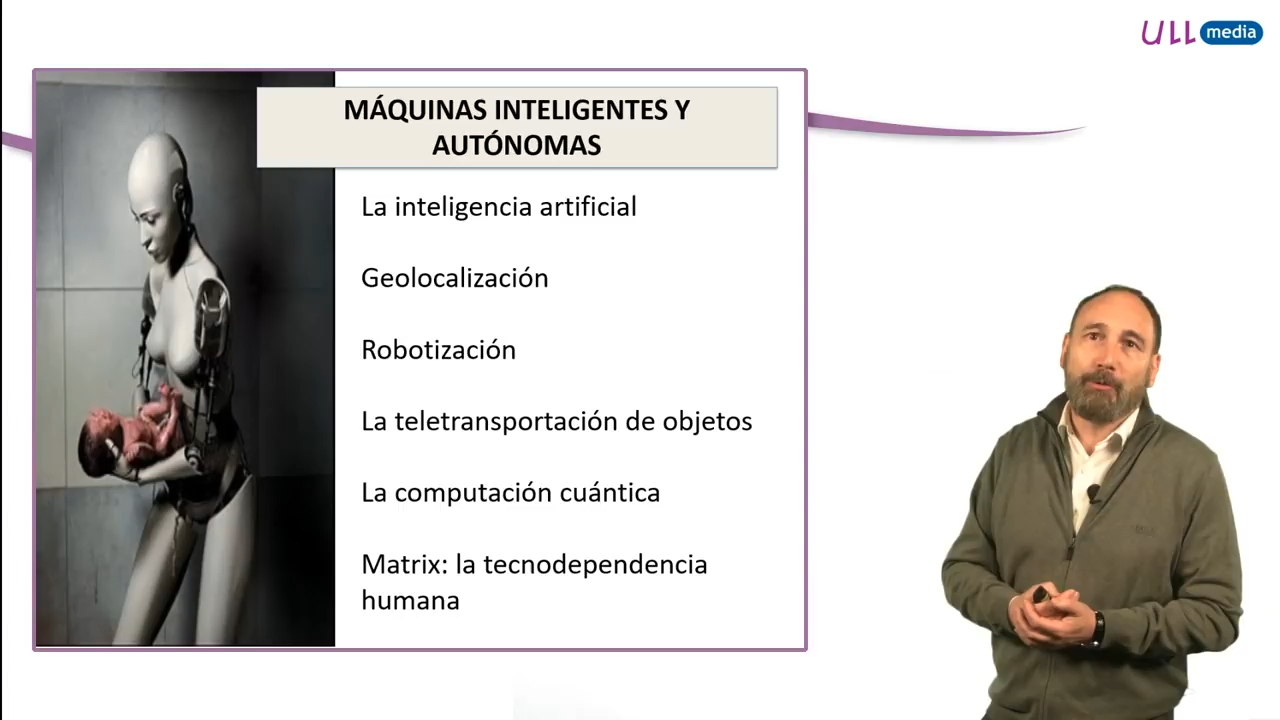 ULL media
MÁQUINAS INTELIGENTES Y
AUTÓNOMAS
La inteligencia artificial
Geolocalización
Robotización
La teletransportación de objetos
La computación cuántica
Matrix: la tecnodependencia
humana